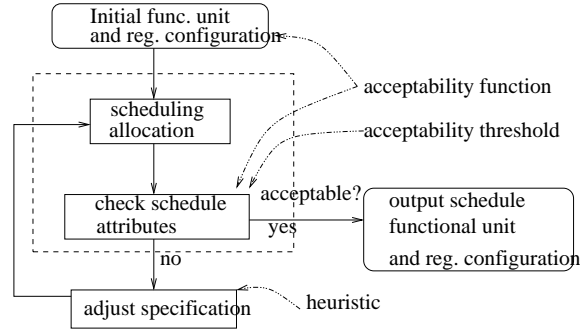 Initial func. unit
and reg. configuration
acceptability function
scheduling
allocation
acceptability threshold
acceptable?
check schedule
attributes
yes
output schedule
functional unit
and reg. configuration
no
adjust specification
heuristic